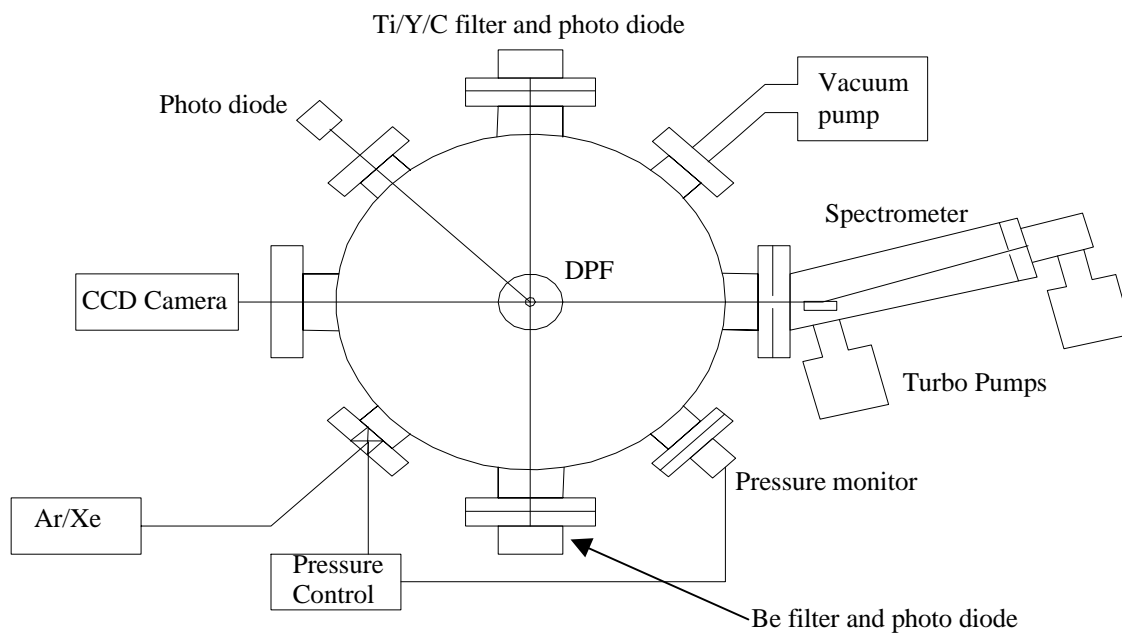 Ti/Y/C filter and photo diode
Photo diode
Vacuum
pump
Spectrometer
DPF
CCD Camera
Turbo Pumps
Pressure monitor
Ar/Xe
Pressure
Control
Be filter and photo diode